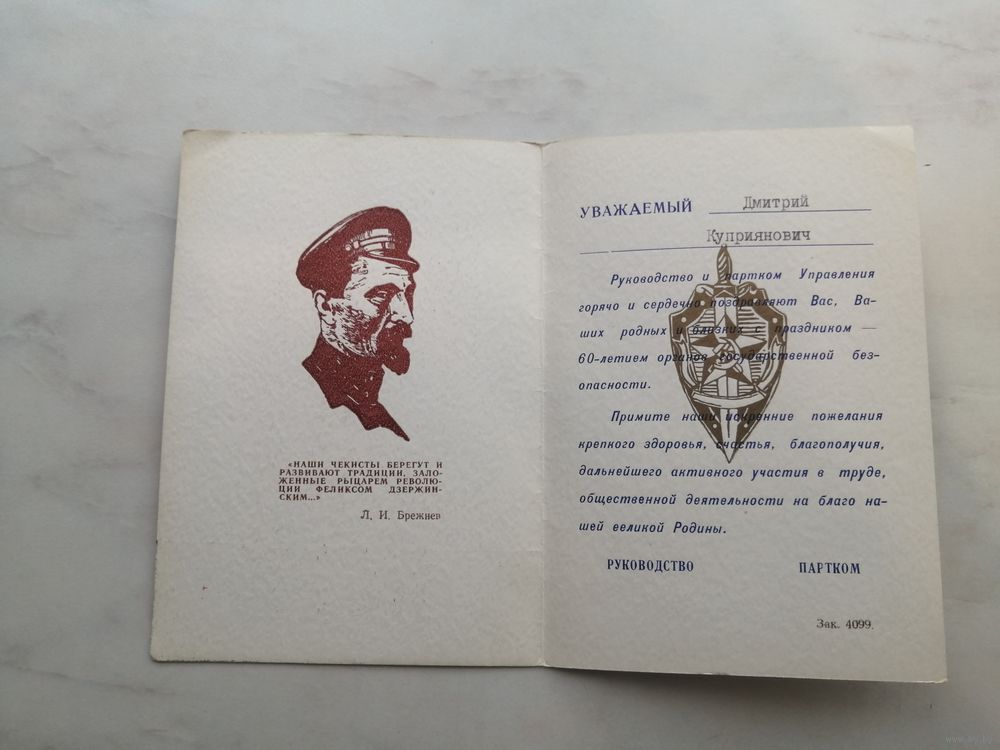 «НАШИ ЧЕКИСТЫ БЕРЕГУТ И
РАЗВИВАЮТ ТРАДИЦИИ, ЗАЛО-
ЖЕННЫЕ РЫЦАРЕМ РЕВОЛЮ-
ЦИИ ФЕЛИКСОМ ДЗЕРЖИН-
СКИМ...»
Л. И. Брежнев
УВАЖАЕМЫЙ Дмитрий
Куприянович
Руководство и партком Управления
горячо и сердечно поздравляют Вас, Ва-
ших родных и близких с праздником —
60-летием органов государственной без-
опасности.
Примите наши искренние пожелания
крепкого здоровья, счастья, благополучия,
дальнейшего активного участия в труде,
общественной деятельности на благо на-
шей ееликой Родины.
РУКОВОДСТВО ПАРТКОМ
Зак. 4099.